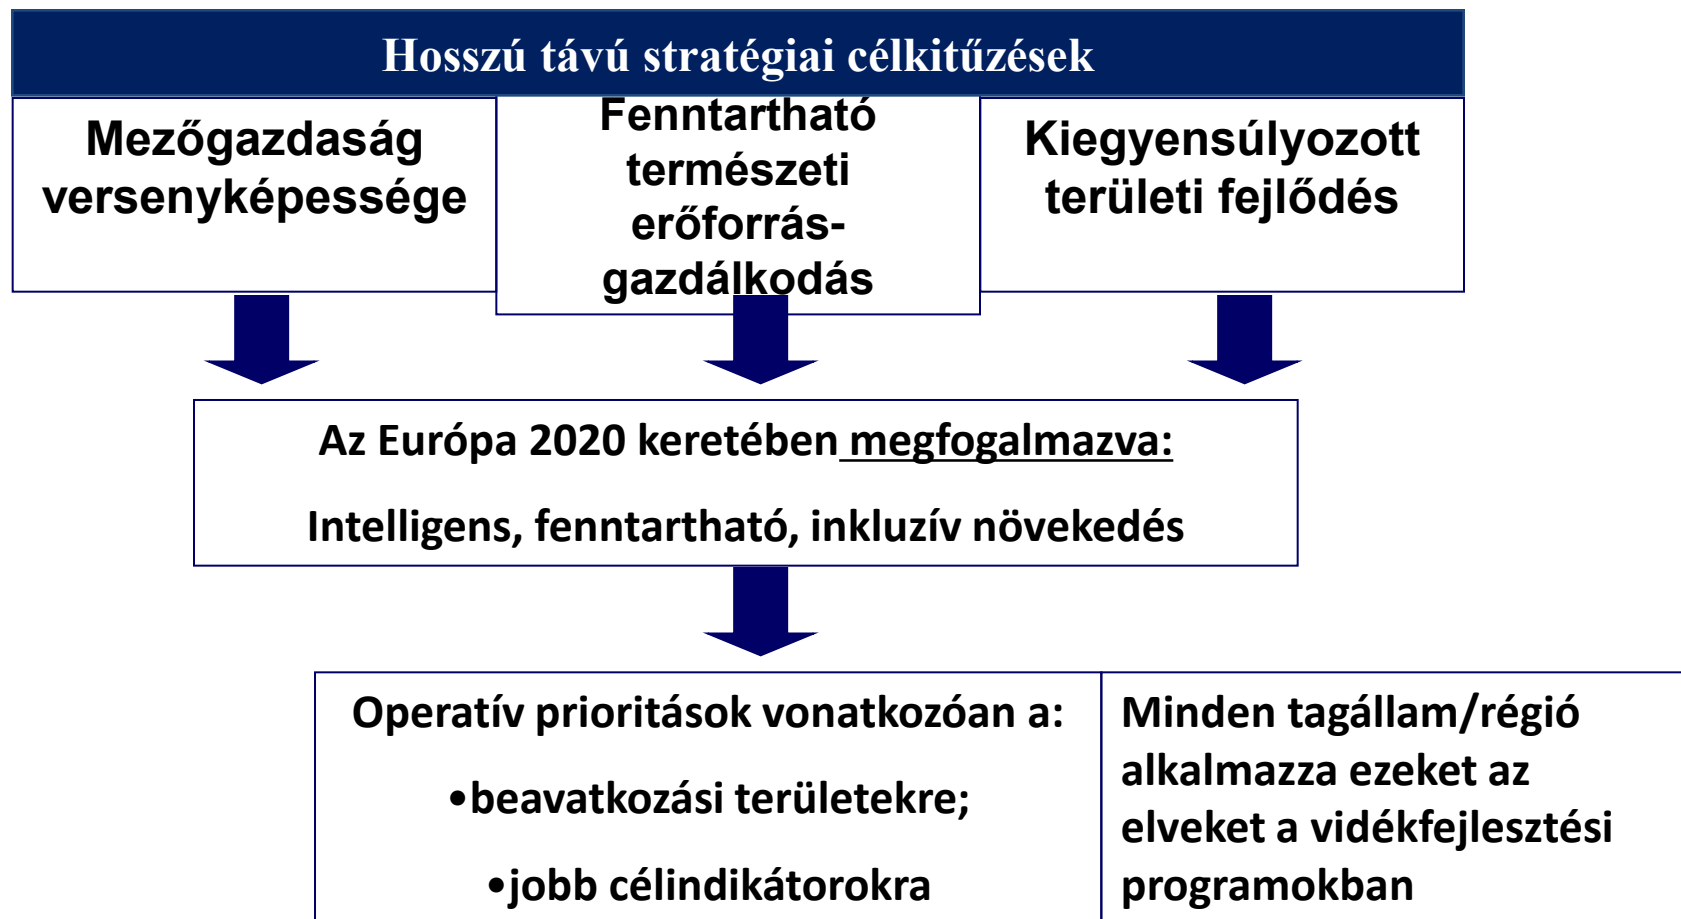 Hosszú távú stratégiai célkitűzések
Mezőgazdaság
versenyképessége
Fenntartható
természeti
erőforrás-
gazdálkodás
Kiegyensúlyozott
területi fejlődés
Az Európa 2020 keretében megfogalmazva:
Intelligens, fenntartható, inkluzív növekedés
Operatív prioritások vonatkozóan a:
•beavatkozási területekre;
•jobb célindikátorokra
Minden tagállam/régió
alkalmazza ezeket az
elveket a vidékfejlesztési
programokban